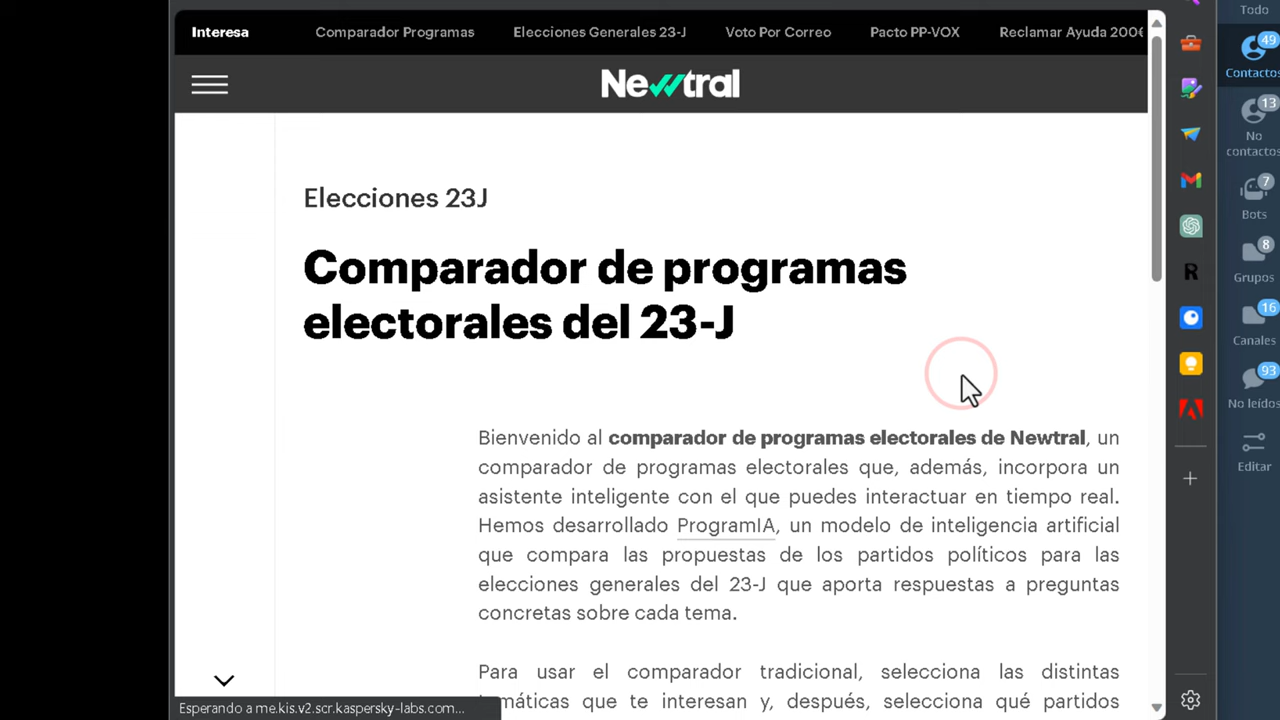 Interesa Comparador Programas Elecciones Generales 23-J Voto Por Correo Pacto PP-VOX Reclamar Ayuda 200€
Newtral
Elecciones 23J
Comparador de programas
electorales del 23-J
Bienvenido al comparador de programas electorales de Newtral, un
comparador de programas electorales que, además, incorpora un
asistente inteligente con el que puedes interactuar en tiempo real.
Hemos desarrollado ProgramIA, un modelo de inteligencia artificial
que compara las propuestas de los partidos políticos para las
elecciones generales del 23-J que aporta respuestas a preguntas
concretas sobre cada tema.
Para usar el comparador tradicional, selecciona las distintas
temáticas que te interesan y, después, selecciona qué partidos
Esperando a me.kis.v2.scr.kaspersky-labs.com...
R
Todo
49
Contactos
13
No
contactos
7
Bots
8
Grupos
16
Canales
93
No leídos
Editar